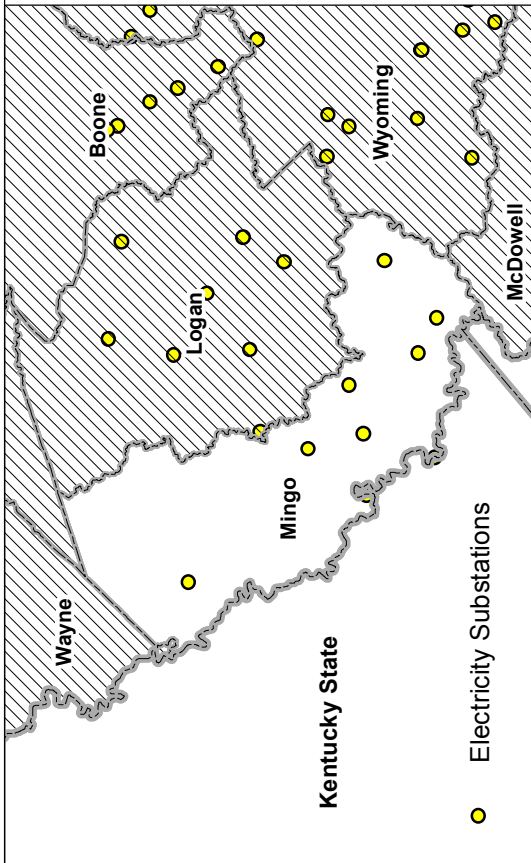 Wayne
Boone
Logan
Mingo
Kentucky State
Wyoming
Electricity Substations
McDowell